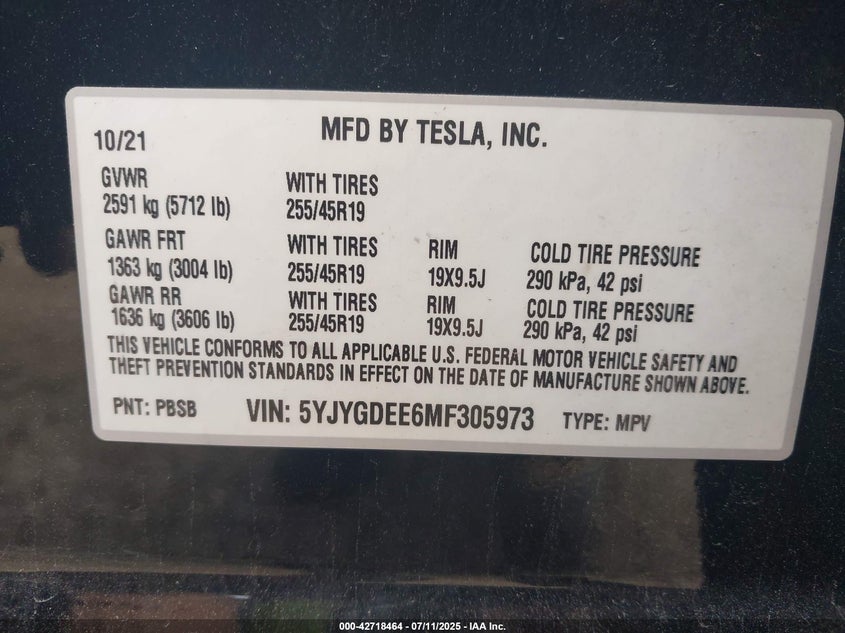 10/21
MFD BY TESLA, INC.
GVWR
2591 kg (5712 lb)
WITH TIRES
255/45R19
GAWR FRT
1363 kg (3004 lb)
WITH TIRES
255/45R19
RIM
19X9.5J
COLD TIRE PRESSURE
290 kPa, 42 psi
GAWR RR
1636 kg (3606 lb)
WITH TIRES
255/45R19
RIM
19X9.5J
COLD TIRE PRESSURE
290 kPa, 42 psi
THIS VEHICLE CONFORMS TO ALL APPLICABLE U.S. FEDERAL MOTOR VEHICLE SAFETY AND
THEFT PREVENTION STANDARDS IN EFFECT ON THE DATE OF MANUFACTURE SHOWN ABOVE.
PNT: PBSB VIN: 5YJYGDEE6MF305973 TYPE: MPV
000-42718464 - 07/11/2025 - IAA Inc.